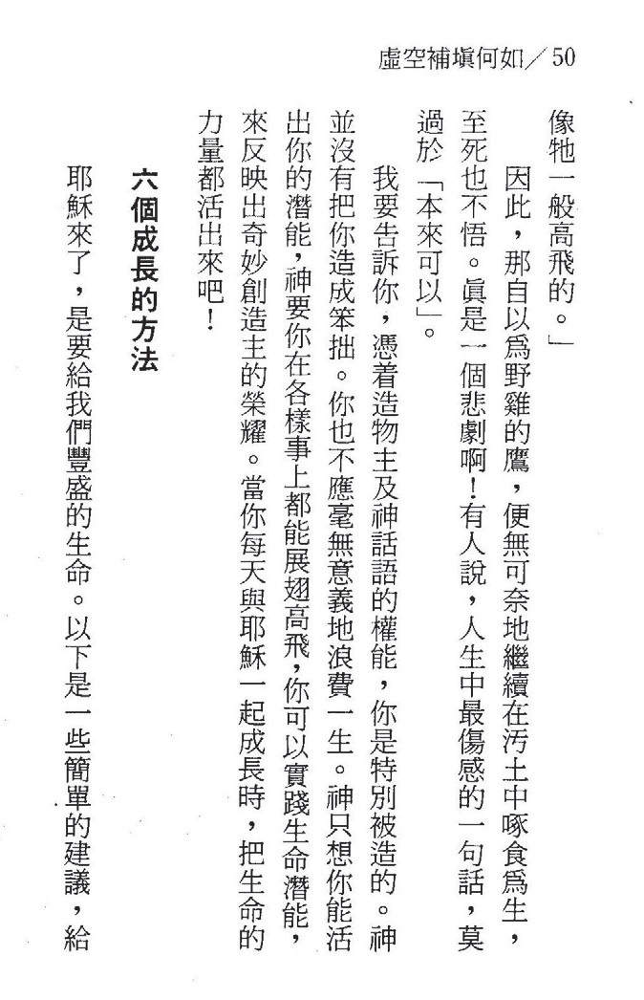 虛空補填何如／50
像牠一般高飛的。」
因此，那自以爲野雞的鷹，便無可奈地繼續在污土中啄食爲生，
至死也不悟。眞是一個悲劇啊！有人說，人生中最傷感的一句話，莫
過於「本來可以」。
我要告訴你，憑着造物主及神話語的權能，你是特別被造的。神
並沒有把你造成笨拙。你也不應毫無意義地浪費一生。神只想你能活
出你的潛能，神要你在各樣事上都能展翅高飛，你可以實踐生命潛能，
來反映出奇妙創造主的榮耀。當你每天與耶穌一起成長時，把生命的
力量都活出來吧！
六個成長的方法
耶穌來了，是要給我們豐盛的生命。以下是一些簡單的建議，給